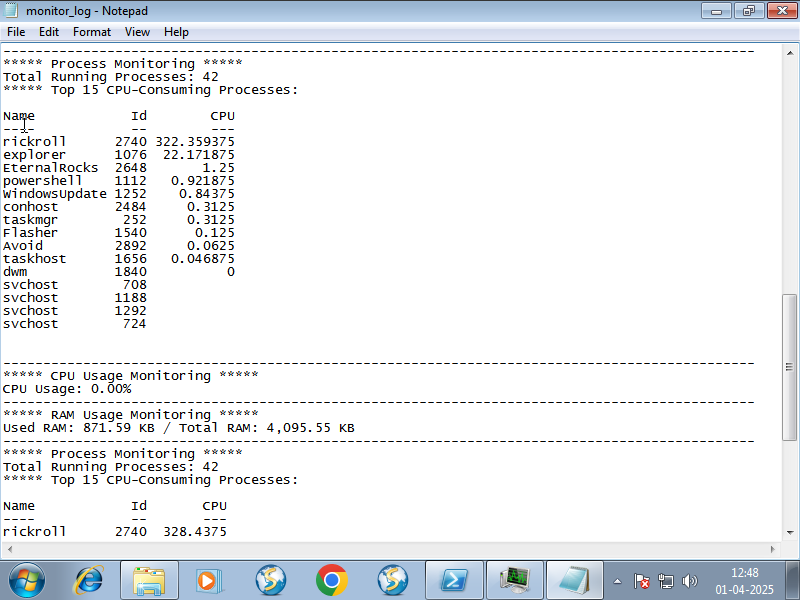 monitor_log - Notepad
File Edit Format View Help
----------------------------------------------------------------------------------------------
***** Process Monitoring *****
Total Running Processes: 42
***** Top 15 CPU-Consuming Processes:
Name Id CPU
---- -- ---
rickroll 2740 322.359375
explorer 1076 22.171875
EternalRocks 2648 1.25
powershell 1112 0.921875
WindowsUpdate 1252 0.84375
conhost 2484 0.3125
taskmgr 252 0.3125
Flasher 1540 0.125
Avoid 2892 0.0625
taskhost 1656 0.046875
dwm 1840 0
svchost 708
svchost 1188
svchost 1292
svchost 724
----------------------------------------------------------------------------------------------
***** CPU Usage Monitoring *****
CPU Usage: 0.00%
----------------------------------------------------------------------------------------------
***** RAM Usage Monitoring *****
Used RAM: 871.59 KB / Total RAM: 4,095.55 KB
----------------------------------------------------------------------------------------------
***** Process Monitoring *****
Total Running Processes: 42
***** Top 15 CPU-Consuming Processes:
Name Id CPU
---- -- ---
rickroll 2740 328.4375
12:48
01-04-2025